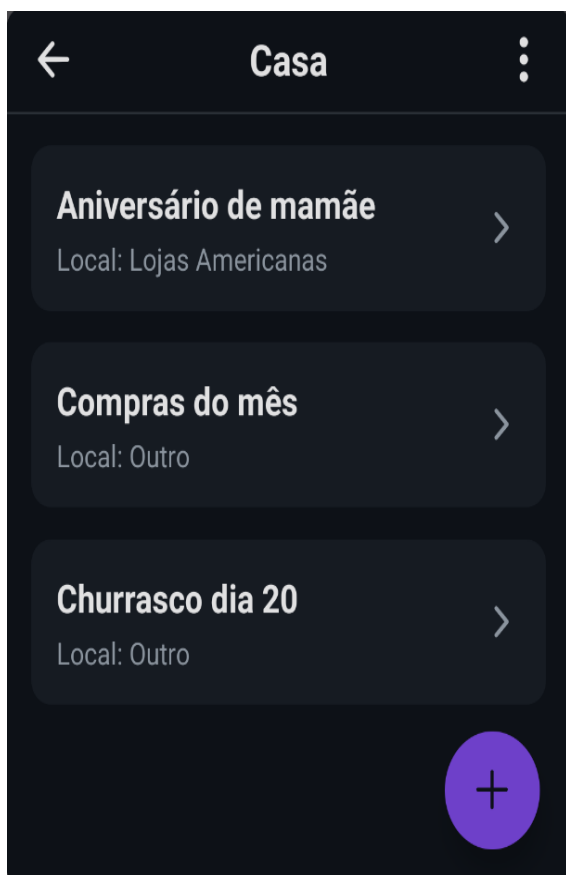 Casa
Aniversário de mamãe
Local: Lojas Americanas
Compras do mês
Local: Outro
Churrasco dia 20
Local: Outro